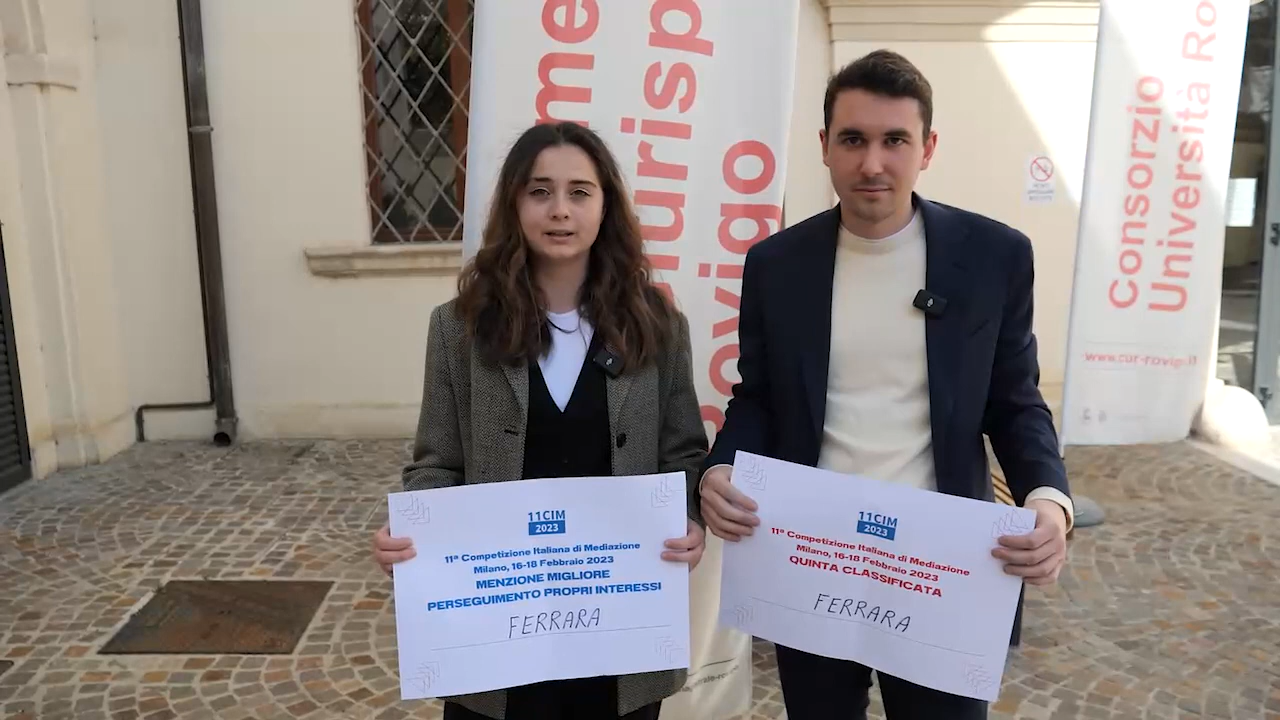 Rovigo
Consorzio
www.cur-rovigo.it
11CIM
2023
11ª Competizione Italiana di Mediazione
Milano, 16-18 Febbraio 2023
MENZIONE MIGLIORE
PERSEGUIMENTO PROPRI INTERESSI
FERRARA
11CIM
2023
11ª Competizione Italiana di Mediazione
Milano, 16-18 Febbraio 2023
QUINTA CLASSIFICATA
FERRARA
Università Ro